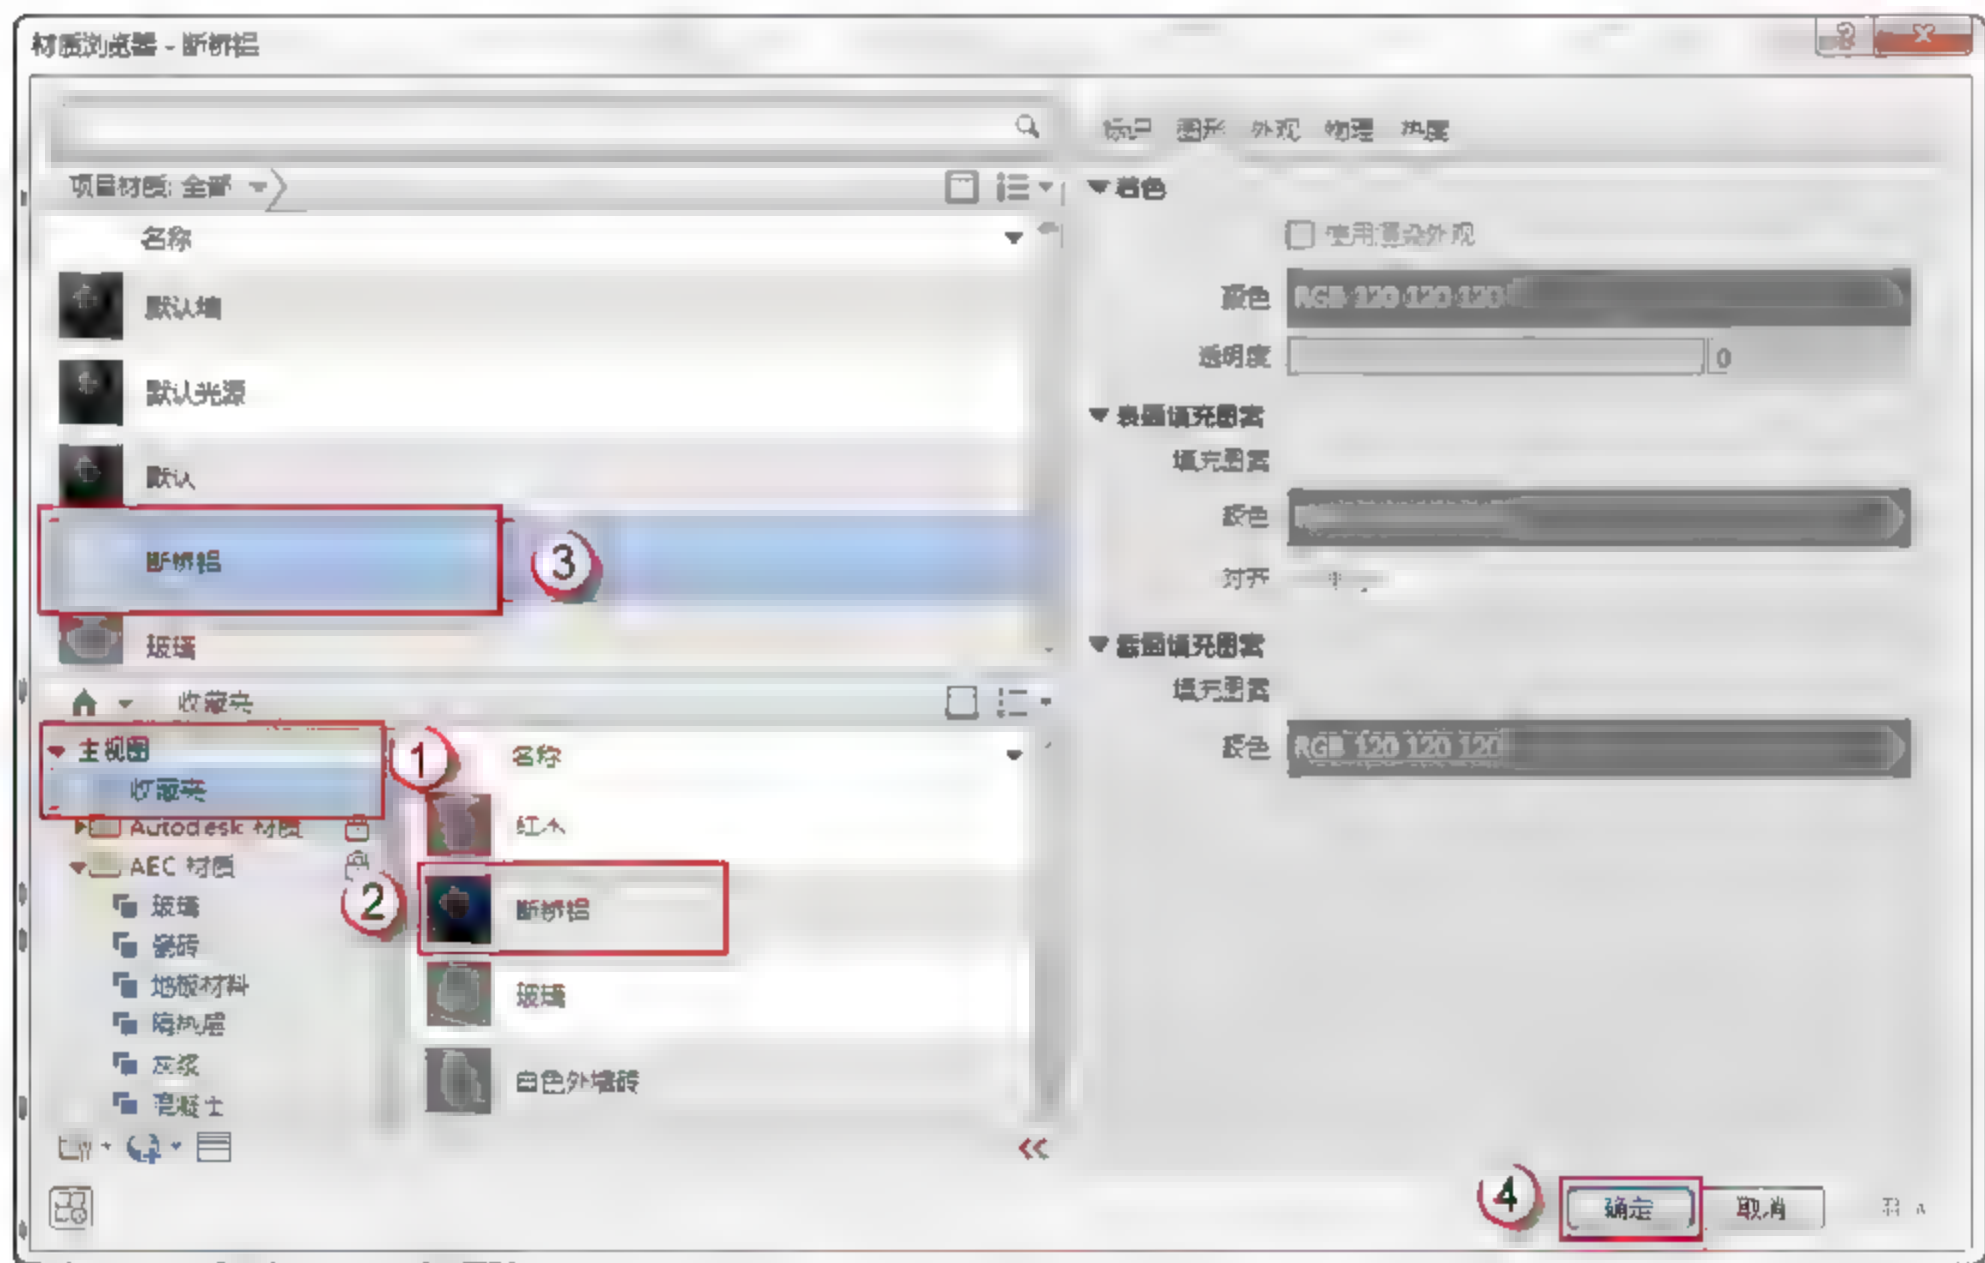 材质浏览器 - 断桥铝
标识 图形 外观 物理 热度
项目材质: 全部
着色
名称
使用渲染外观
默认墙
颜色 RGB 120 120 120
默认光源
透明度 0
表面填充图案
填充图案
默认
颜色
断桥铝
3
对齐
玻璃
截面填充图案
填充图案
收藏夹
主视图
1
名称
颜色 RGB 120 120 120
收藏夹
Autodesk 材质
红木
AEC 材质
2
玻璃
断桥铝
瓷砖
地板材料
玻璃
隔热层
灰浆
白色外墙砖
混凝土
4
确定
取消